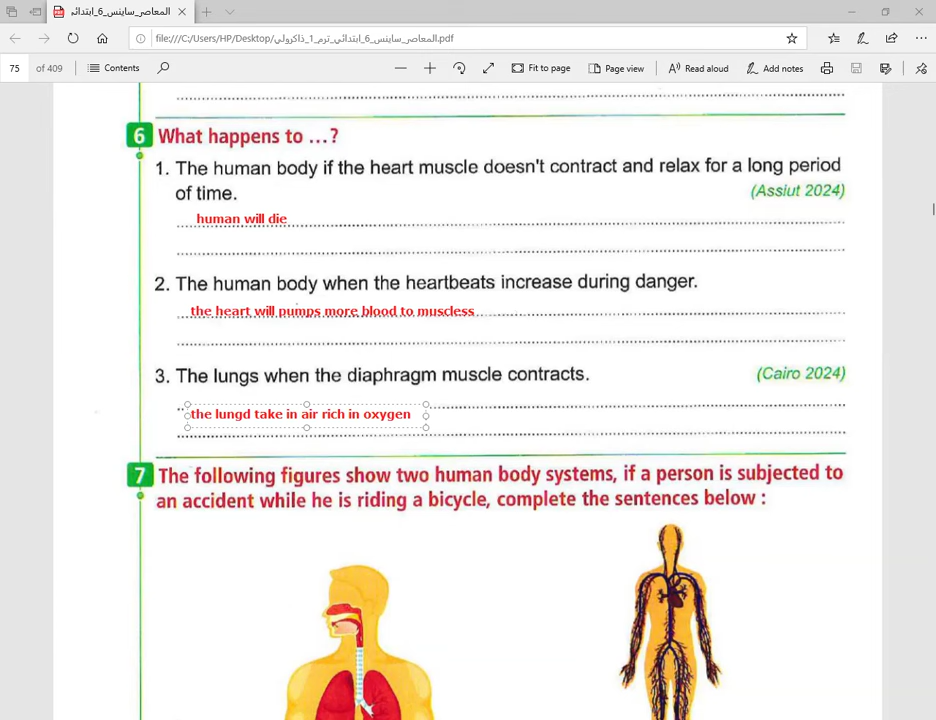 المعاصر_ساينس_6_ابتدائي
file:///C:/Users/HP/Desktop/المعاصر_ساينس_6_ابتدائي_ترم_1_ذاكرولي.pdf
75 of 409 Contents Fit to page Page view Read aloud Add notes
6 What happens to ...?
1. The human body if the heart muscle doesn't contract and relax for a long period
of time. (Assiut 2024)
human will die
2. The human body when the heartbeats increase during danger.
the heart will pumps more blood to muscless
3. The lungs when the diaphragm muscle contracts. (Cairo 2024)
the lungd take in air rich in oxygen
7 The following figures show two human body systems, if a person is subjected to
an accident while he is riding a bicycle, complete the sentences below :